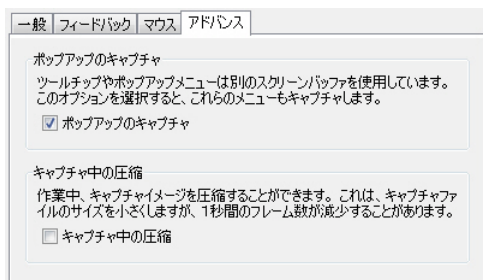 一般 フィードバック マウス アドバンス
ポップアップのキャプチャ
ツールチップやポップアップメニューは別のスクリーンバッファを使用しています。
このオプションを選択すると、これらのメニューもキャプチャします。
ポップアップのキャプチャ
キャプチャ中の圧縮
作業中、キャプチャイメージを圧縮することができます。これは、キャプチャファ
イルのサイズを小さくしますが、1秒間のフレーム数が減少することがあります。
キャプチャ中の圧縮